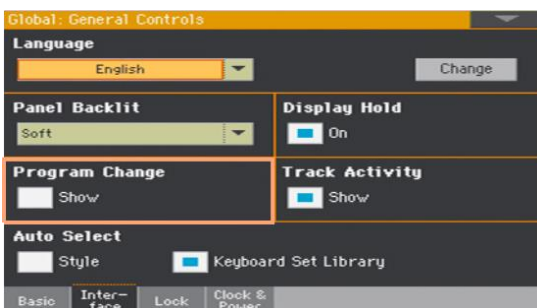 Global: General Controls
Language
English
Change
Panel Backlit
Display Hold
Soft
On
Program Change
Track Activity
Show
Show
Auto Select
Style
Keyboard Set Library
Basic
Inter-
face
Lock
Clock &
Power